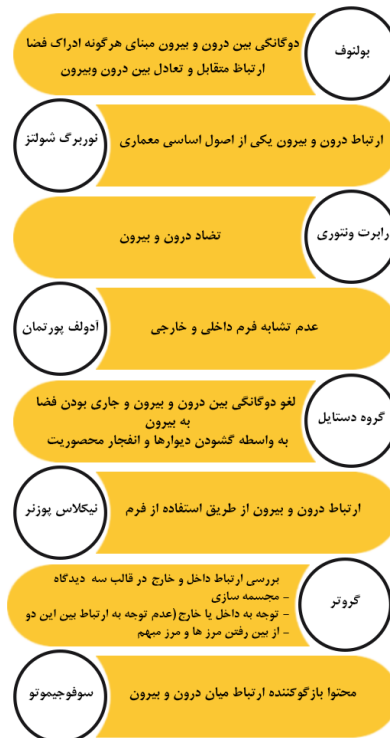 بولنوف
دوگانگی بین درون و بیرون مبنای هرگونه ادراک فضا
ارتباظ متقابل و تعادل بین درون وبیرون
نوربرگ شولتز
ارتباط درون و بیرون یکی از اصول اساسی معماری
رابرت ونتوری
تضاد درون و بیرون
آدولف پورتمان
عدم تشابه فرم داخلی و خارجی
گروه دستایل
لغو دوگانگی بین درون و بیرون و جاری بودن فضا
به بیرون
به واسطه گشودن دیوارها و انفجار محصوریت
نیکلاس پوزنر
ارتباط درون و بیرون از طریق استفاده از فرم
گروتر
بررسی ارتباط داخل و خارج در قالب سه دیدگاه
- مجسمه سازی
- توجه به داخل یا خارج (عدم توجه به ارتباط بین این دو
- از بین رفتن مرز ها و مرز مبهم
سوفوجیموتو
محتوا بازگوکننده ارتباط میان درون و بیرون